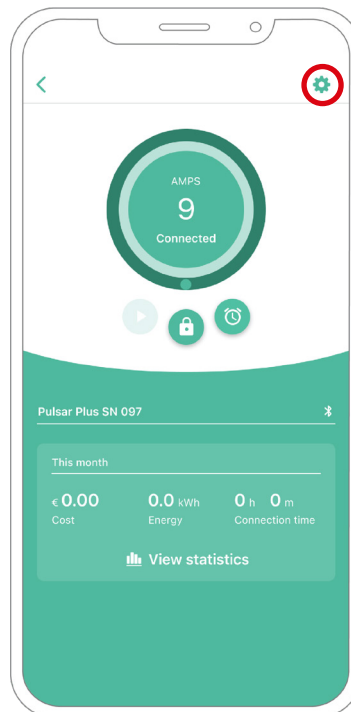 AMPS
9
Connected
Pulsar Plus SN 097
This month
€ 0.00 0.0 kWh 0 h 0 m
Cost Energy Connection time
View statistics